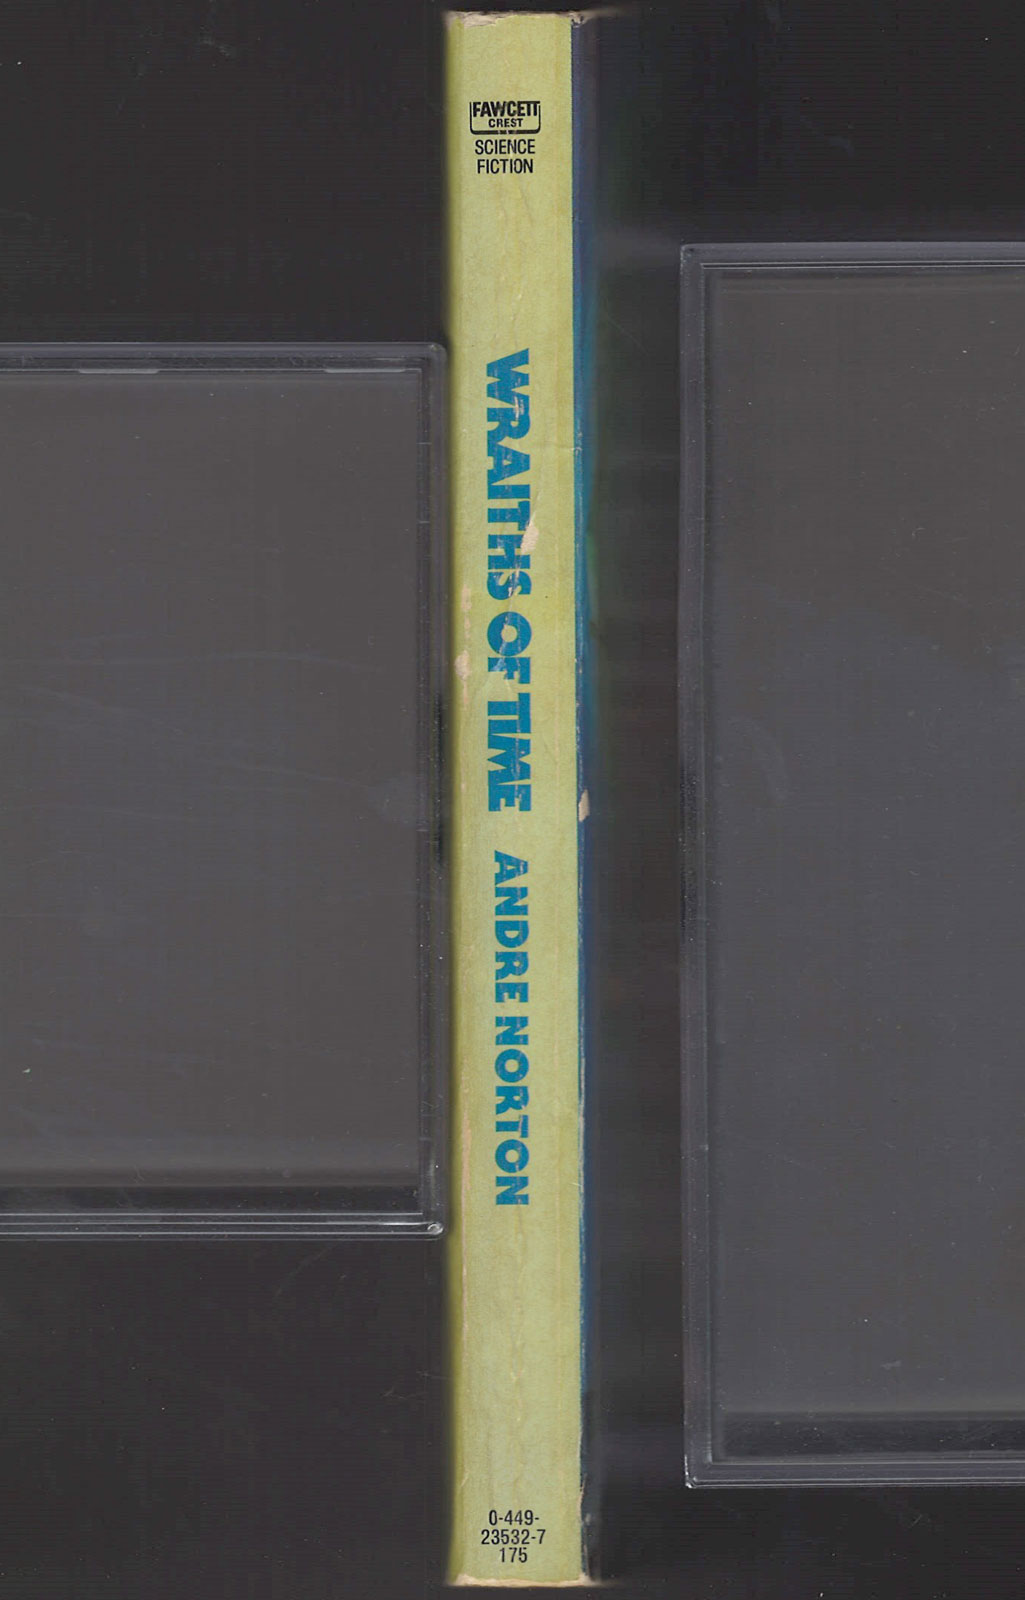 FAWCETT
CREST
SCIENCE
FICTION
WRAITHS OF TIME ANDRE NORTON
0-449-
23532-7
175